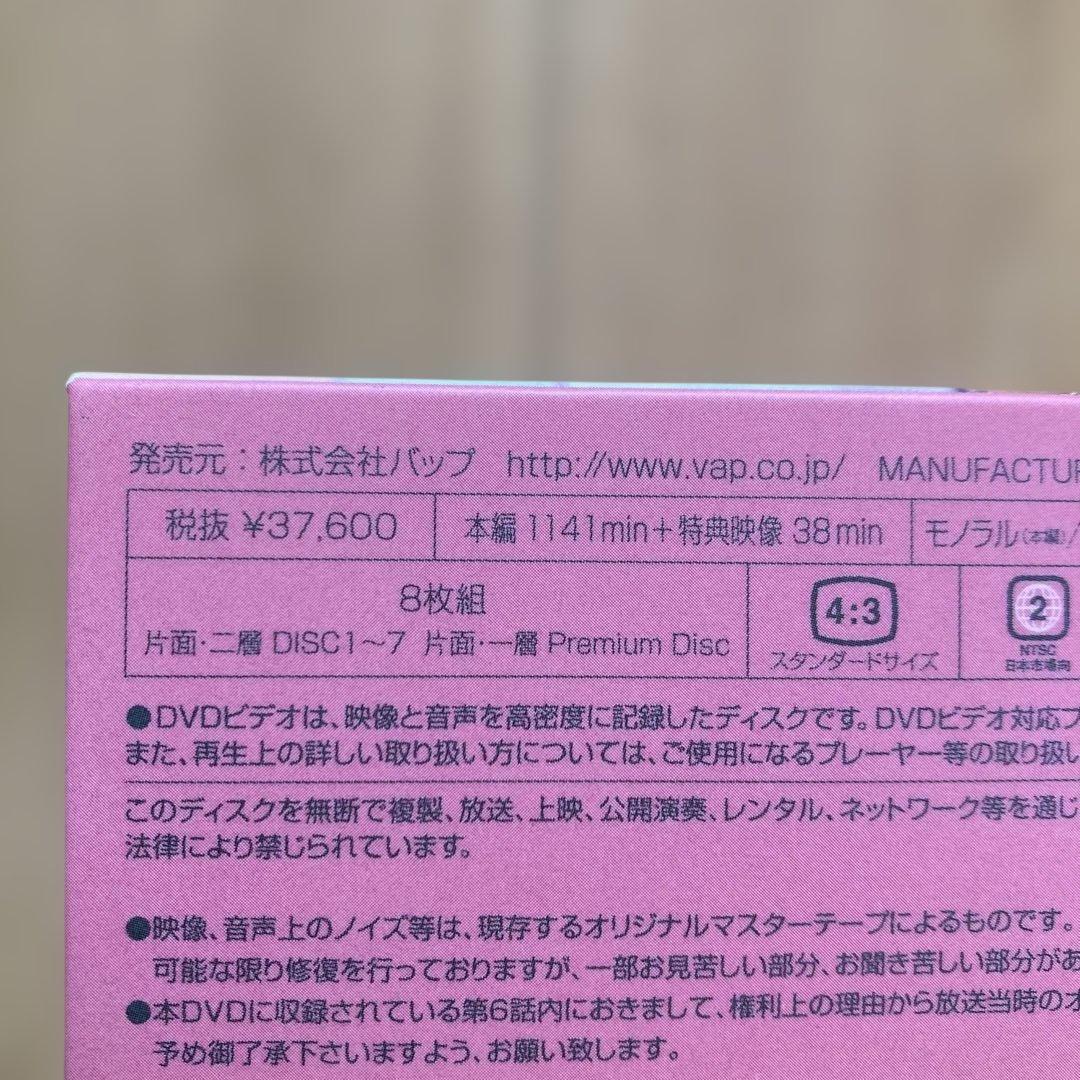 発売元：株式会社バップ http://www.vap.co.jp/ MANUFACTUR
税抜 ¥37,600 本編 1141min＋特典映像 38min モノラル(本編)/
8枚組
片面・二層 DISC1～7 片面・一層 Premium Disc
4:3
スタンダードサイズ
2
NTSC
日本市場向
●DVDビデオは、映像と音声を高密度に記録したディスクです。DVDビデオ対応プ
また、再生上の詳しい取り扱い方については、ご使用になるプレーヤー等の取り扱い
このディスクを無断で複製、放送、上映、公開演奏、レンタル、ネットワーク等を通じ
法律により禁じられています。
●映像、音声上のノイズ等は、現存するオリジナルマスターテープによるものです。
可能な限り修復を行っておりますが、一部お見苦しい部分、お聞き苦しい部分があ
●本DVDに収録されている第6話内におきまして、権利上の理由から放送当時のオ
予め御了承下さいますよう、お願い致します。